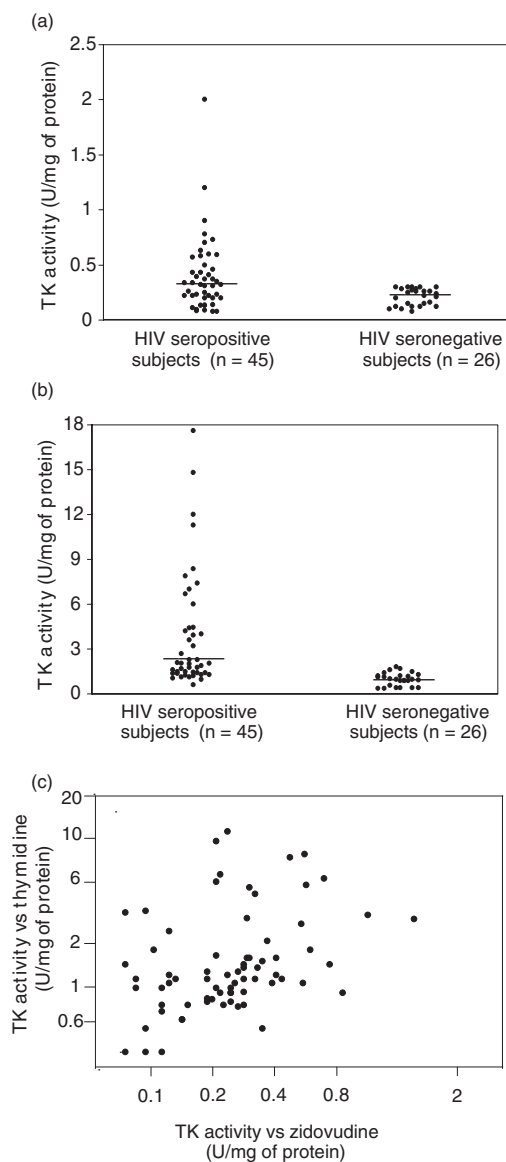 (a)
2.5
2
1.5
1
0.5
0
TK activity (U/mg of protein)
HIV seropositive
subjects (n = 45)
HIV seronegative
subjects (n = 26)
(b)
18
15
12
9
6
3
0
TK activity (U/mgof protein)
HIV seropositive
subjects (n = 45)
HIV seronegative
subjects (n = 26)
(c)
20
10
6
2
1
0.6
TK activity vs thymidine
(U/mg of protein)
0.1
0.2
0.4
0.8
2
TK activity vs zidovudine
(U/mg of protein)